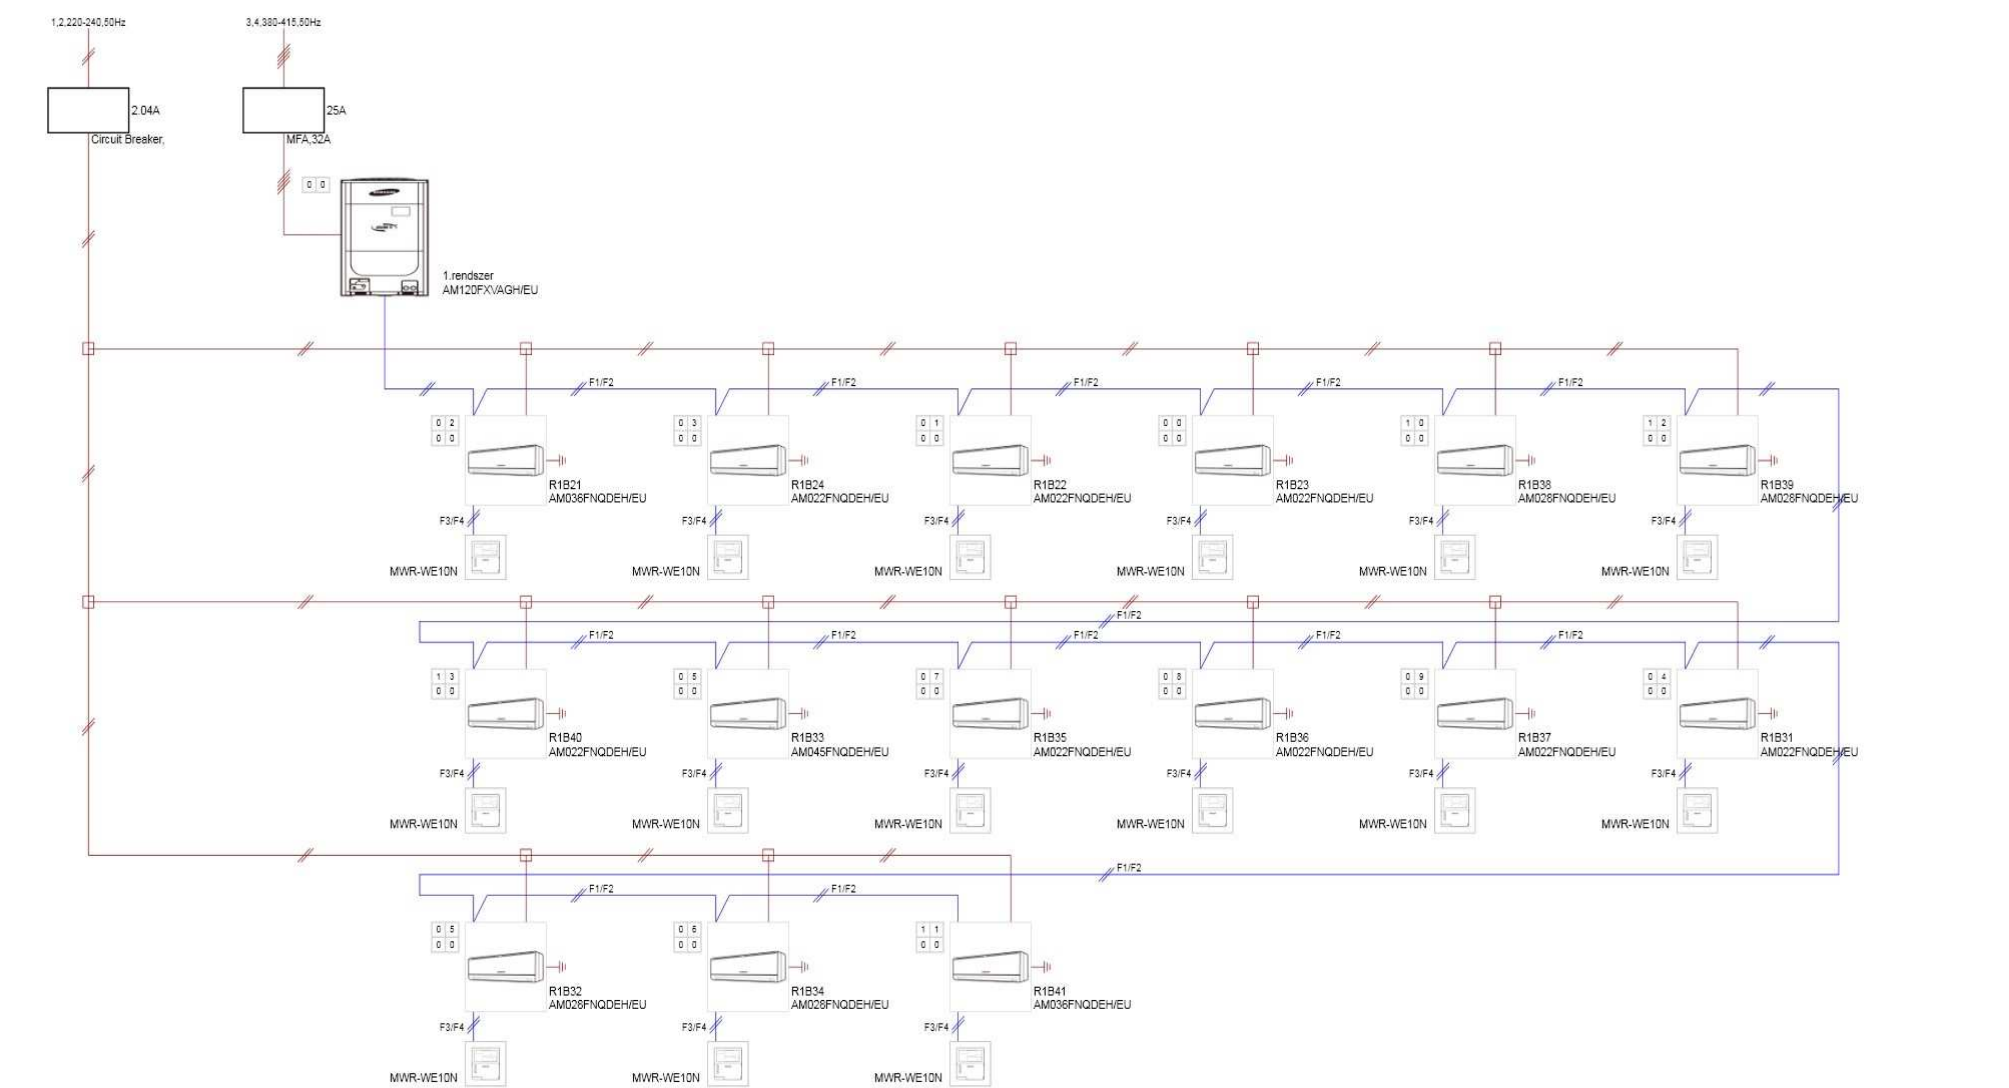 1,2,220-240,50Hz
3,4,380-415,50Hz
2.04A
25A
Circuit Breaker,
MFA,32A
0 0
SAMSUNG
1.rendszer
AM120FXVAGH/EU
F1/F2 F1/F2 F1/F2 F1/F2 F1/F2
0 2 0 3 0 1 0 0 1 0 1 2
0 0 0 0 0 0 0 0 0 0 0 0
R1B21 R1B24 R1B22 R1B23 R1B38 R1B39
AM036FNQDEH/EU AM022FNQDEH/EU AM022FNQDEH/EU AM022FNQDEH/EU AM028FNQDEH/EU AM028FNQDEH/EU
F3/F4 F3/F4 F3/F4 F3/F4 F3/F4 F3/F4
MWR-WE10N MWR-WE10N MWR-WE10N MWR-WE10N MWR-WE10N MWR-WE10N
F1/F2
F1/F2 F1/F2 F1/F2 F1/F2 F1/F2
1 3 0 5 0 7 0 8 0 9 0 4
0 0 0 0 0 0 0 0 0 0 0 0
R1B40 R1B33 R1B35 R1B36 R1B37 R1B31
AM022FNQDEH/EU AM045FNQDEH/EU AM022FNQDEH/EU AM022FNQDEH/EU AM022FNQDEH/EU AM022FNQDEH/EU
F3/F4 F3/F4 F3/F4 F3/F4 F3/F4 F3/F4
MWR-WE10N MWR-WE10N MWR-WE10N MWR-WE10N MWR-WE10N MWR-WE10N
F1/F2
F1/F2 F1/F2
0 5 0 6 1 1
0 0 0 0 0 0
R1B32 R1B34 R1B41
AM028FNQDEH/EU AM028FNQDEH/EU AM036FNQDEH/EU
F3/F4 F3/F4 F3/F4
MWR-WE10N MWR-WE10N MWR-WE10N